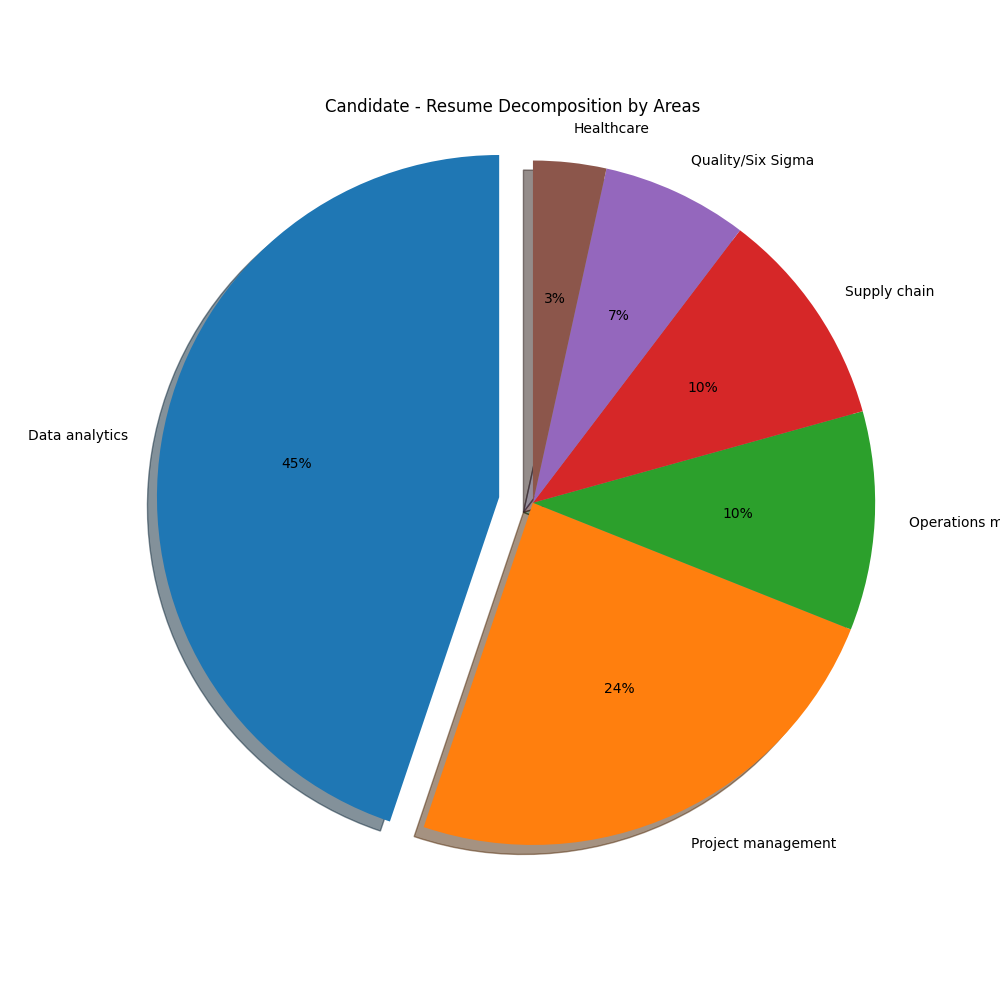 Candidate - Resume Decomposition by Areas
Healthcare
Quality/Six Sigma
Supply chain
3%
7%
10%
Data analytics
45%
10%
Operations
24%
Project management